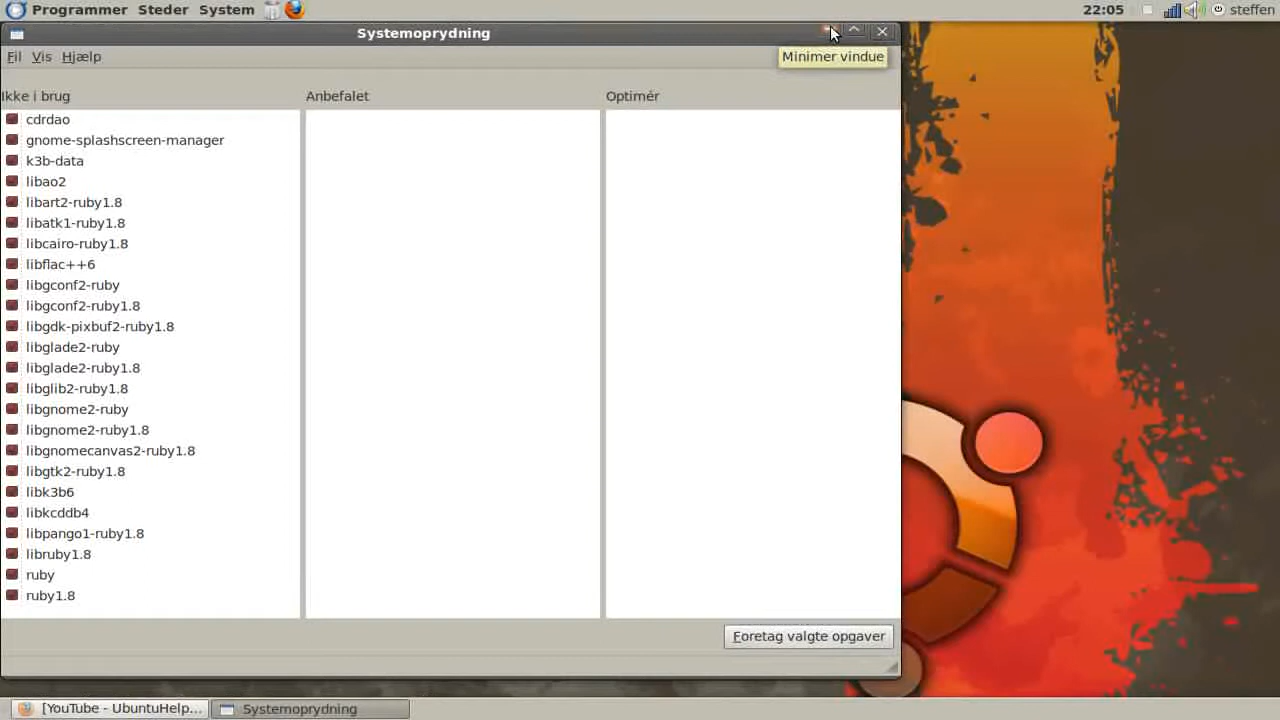 Programmer Steder System 22:05 steffen
Systemoprydning
Fil Vis Hjælp
Minimer vindue
Ikke i brug Anbefalet Optimér
cdrdao
gnome-splashscreen-manager
k3b-data
libao2
libart2-ruby1.8
libatk1-ruby1.8
libcairo-ruby1.8
libflac++6
libgconf2-ruby
libgconf2-ruby1.8
libgdk-pixbuf2-ruby1.8
libglade2-ruby
libglade2-ruby1.8
libglib2-ruby1.8
libgnome2-ruby
libgnome2-ruby1.8
libgnomecanvas2-ruby1.8
libgtk2-ruby1.8
libk3b6
libkcddb4
libpango1-ruby1.8
libruby1.8
ruby
ruby1.8
Foretag valgte opgaver
[YouTube - UbuntuHelp... Systemoprydning